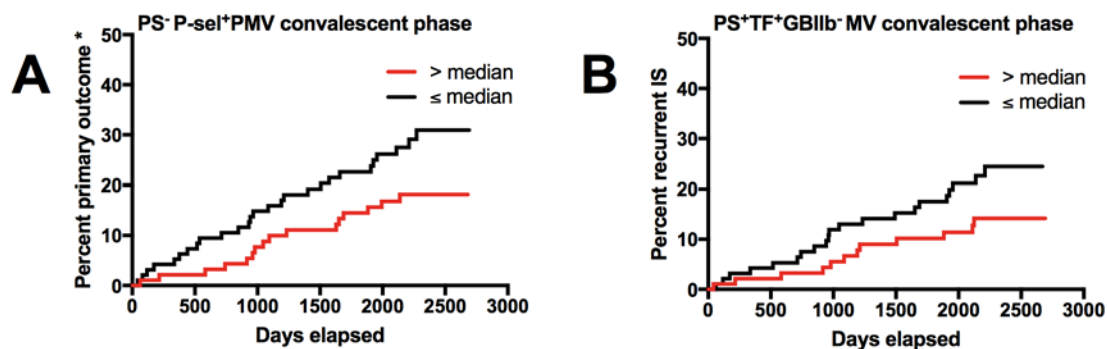 A
PS⁻ P-sel⁺PMV convalescent phase
Percent primary outcome *
50
40
30
20
10
0
> median
≤ median
0 500 1000 1500 2000 2500 3000
Days elapsed
B
PS⁺TF⁺GBIIb⁻ MV convalescent phase
Percent recurrent IS
50
40
30
20
10
0
> median
≤ median
0 500 1000 1500 2000 2500 3000
Days elapsed